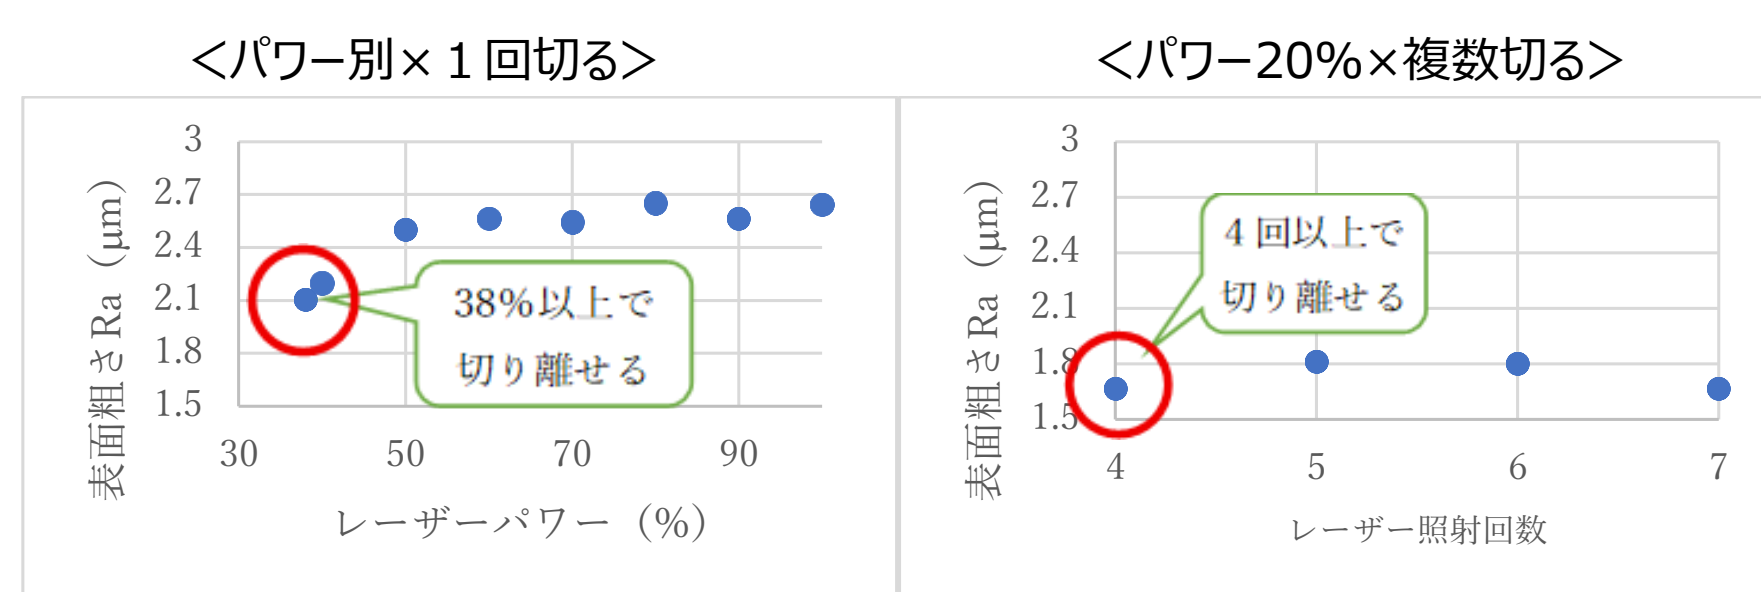 ＜パワー別×１回切る＞
3
2.7
2.4
2.1
1.8
1.5
表面粗さRa（μm）
38%以上で
切り離せる
30 50 70 90
レーザーパワー（%）
＜パワー20%×複数切る＞
3
2.7
2.4
2.1
1.8
1.5
表面粗さRa（μm）
4 回以上で
切り離せる
4 5 6 7
レーザー照射回数